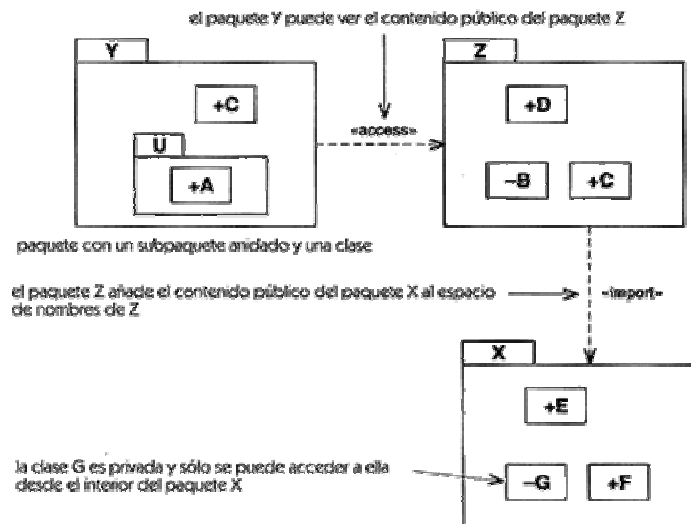 el paquete Y puede ver el contenido público del paquete Z
Y
Z
+C
+D
«access»
U
+A
−B
+C
paquete con un subpaquete anidado y una clase
el paquete Z añade el contenido público del paquete X al espacio
de nombres de Z
«import»
X
+E
la clase G es privada y sólo se puede acceder a ella
desde el interior del paquete X
−G
+F